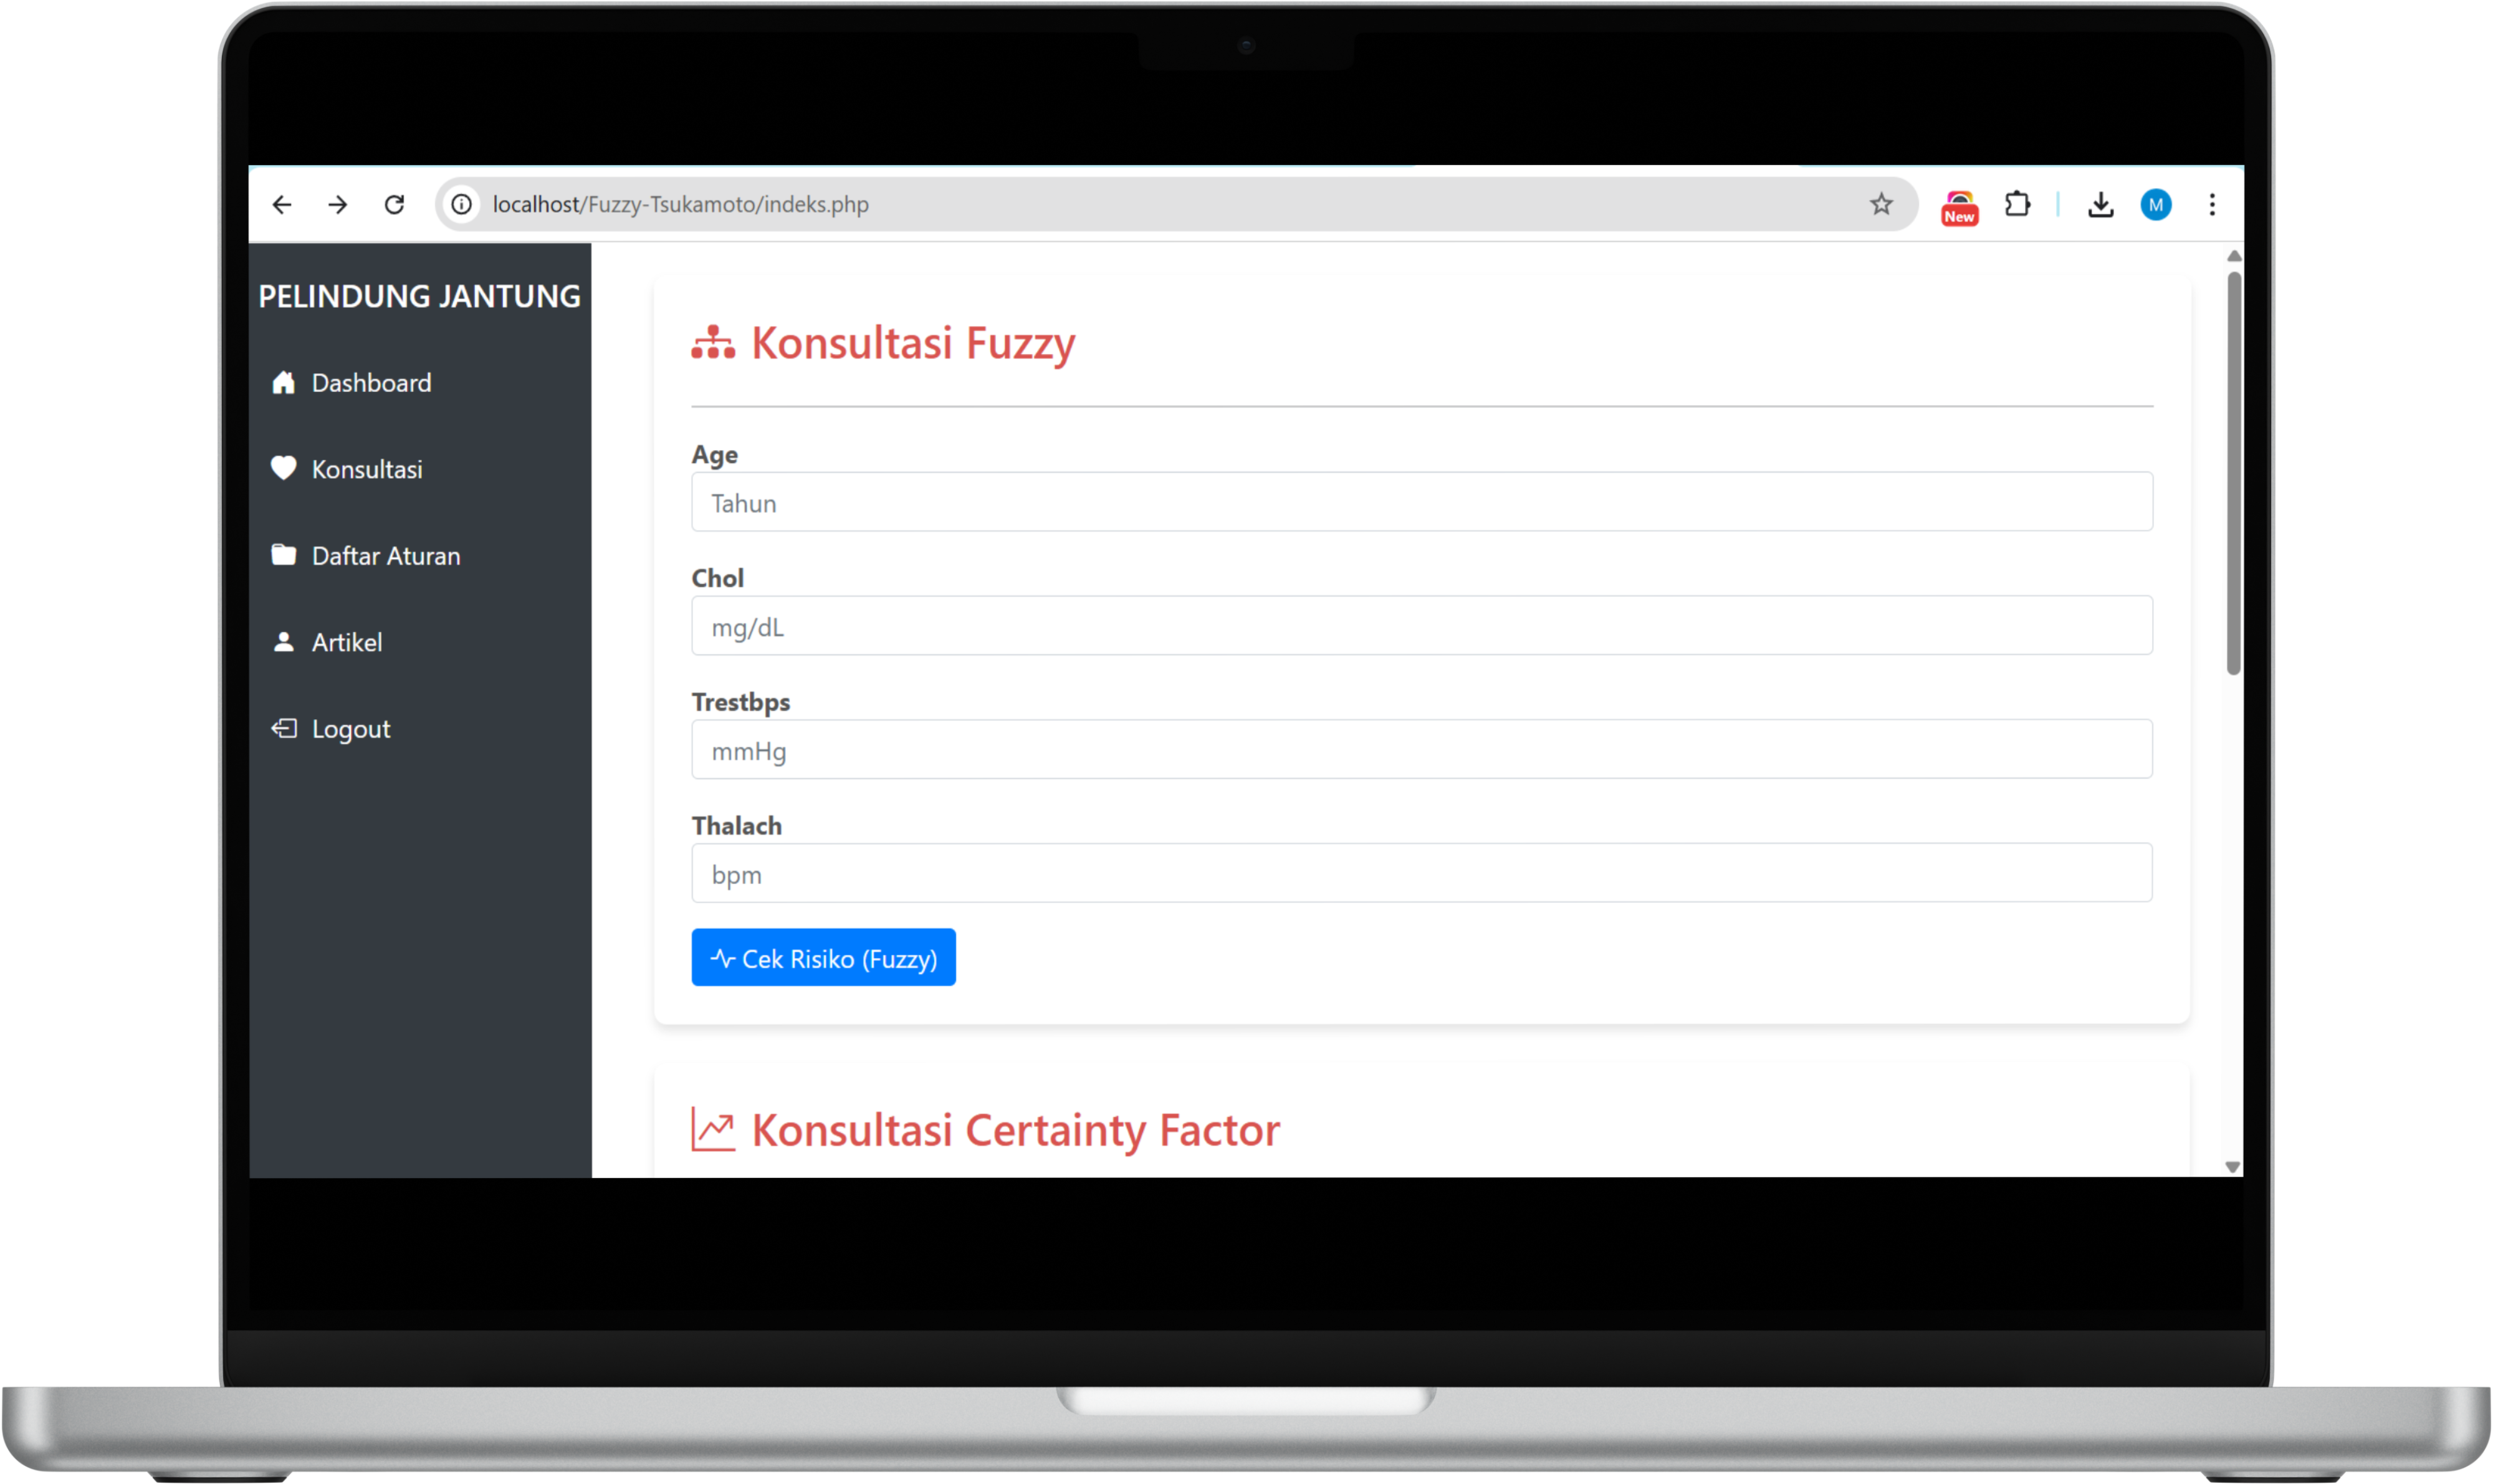 localhost/Fuzzy-Tsukamoto/indeks.php
New
M
PELINDUNG JANTUNG
Dashboard
Konsultasi
Daftar Aturan
Artikel
Logout
Konsultasi Fuzzy
Age
Tahun
Chol
mg/dL
Trestbps
mmHg
Thalach
bpm
Cek Risiko (Fuzzy)
Konsultasi Certainty Factor